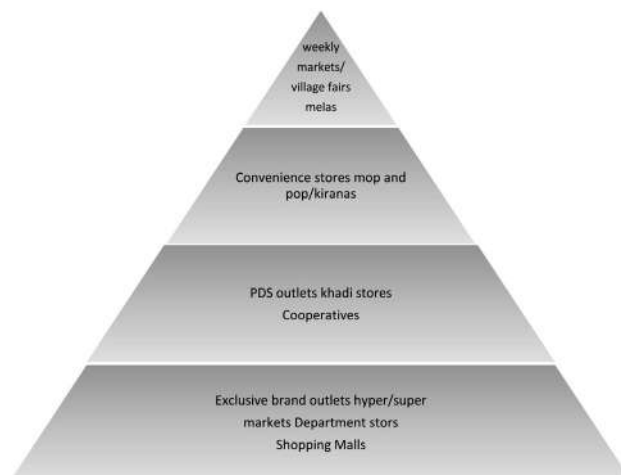 weekly
markets/
village fairs
melas
Convenience stores mop and
pop/kiranas
PDS outlets khadi stores
Cooperatives
Exclusive brand outlets hyper/super
markets Department stors
Shopping Malls